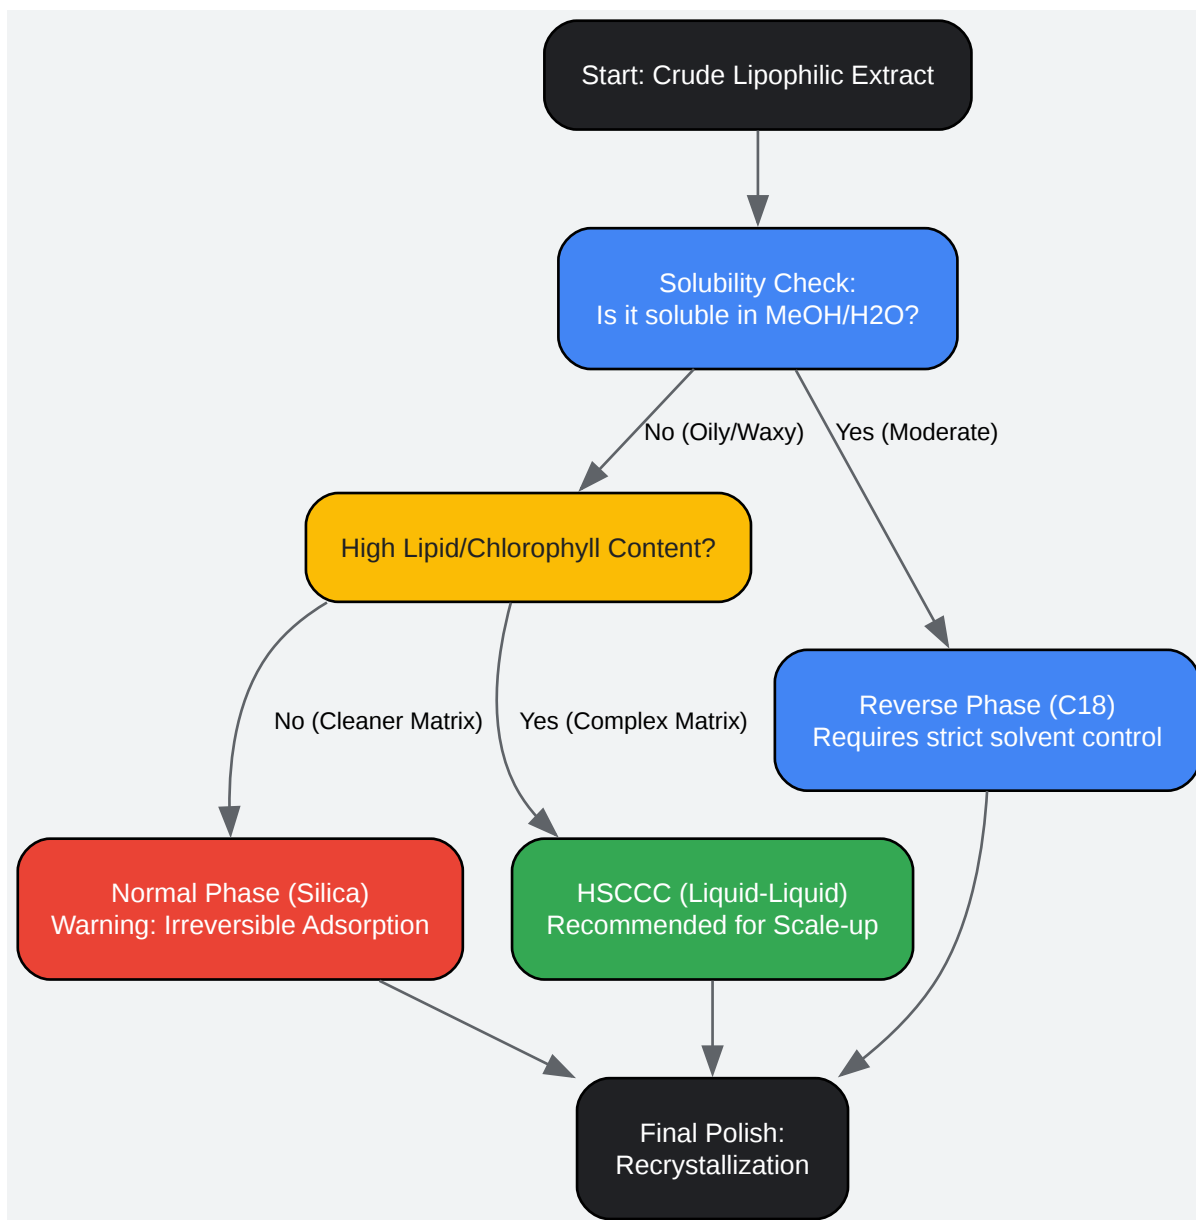 Start: Crude Lipophilic Extract
Solubility Check:
Is it soluble in MeOH/H2O?
No (Oily/Waxy)
Yes (Moderate)
High Lipid/Chlorophyll Content?
Reverse Phase (C18)
Requires strict solvent control
No (Cleaner Matrix)
Yes (Complex Matrix)
Normal Phase (Silica)
Warning: Irreversible Adsorption
HSCCC (Liquid-Liquid)
Recommended for Scale-up
Final Polish:
Recrystallization